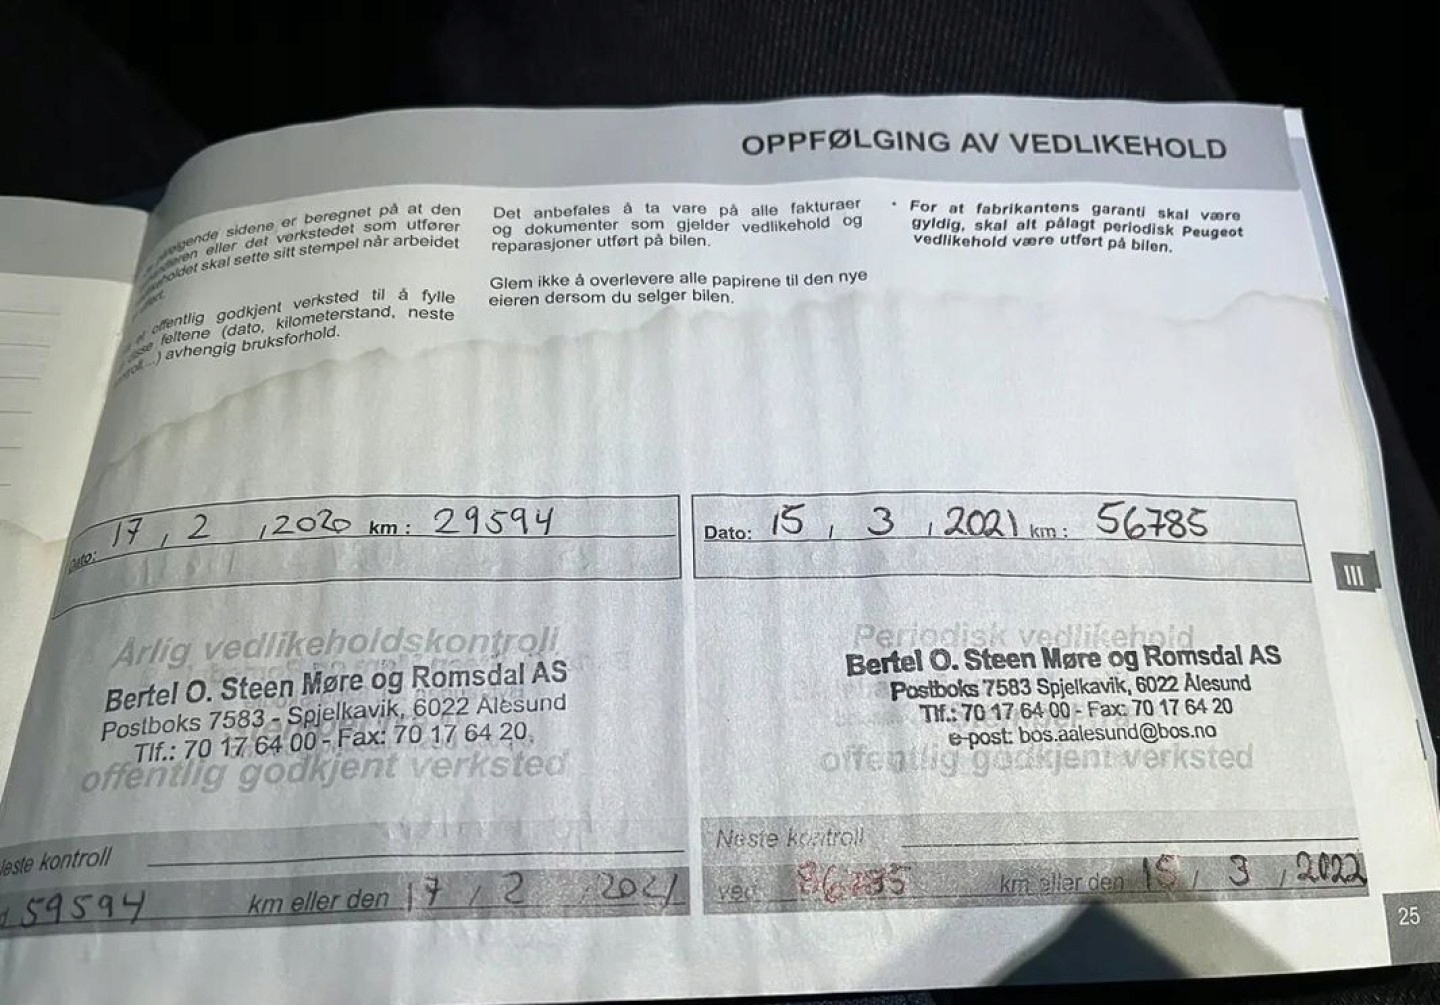 OPPFØLGING AV VEDLIKEHOLD
sidene er beregnet på at den
eller det verkstedet som utfører
skal sette sitt stempel når arbeidet
offentlig godkjent verksted til å fylle
feltene (dato, kilometerstand, neste
avhengig bruksforhold.
Det anbefales å ta vare på alle fakturaer
og dokumenter som gjelder vedlikehold og
reparasjoner utført på bilen.
Glem ikke å overlevere alle papirene til den nye
eieren dersom du selger bilen.
• For at fabrikantens garanti skal være
gyldig, skal alt pålagt periodisk Peugeot
vedlikehold være utført på bilen.
Dato: 17 , 2 , 2020 km : 29594
Årlig vedlikeholdskontroll
Bertel O. Steen Møre og Romsdal AS
Postboks 7583 - Spjelkavik, 6022 Ålesund
Tlf.: 70 17 64 00 - Fax: 70 17 64 20.
offentlig godkjent verksted
Neste kontroll
59594 km eller den 17 , 2 , 2021
Dato: 15 , 3 , 2021 km : 56785
Periodisk vedlikehold
Bertel O. Steen Møre og Romsdal AS
Postboks 7583 Spjelkavik, 6022 Ålesund
Tlf.: 70 17 64 00 - Fax: 70 17 64 20
e-post: bos.aalesund@bos.no
offentlig godkjent verksted
Neste kontroll
ved km eller den 15 , 3 , 2022
III
25